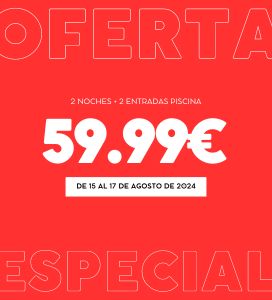 OFERTA
2 NOCHES + 2 ENTRADAS PISCINA
59.99€
DE 15 AL 17 DE AGOSTO DE 2024
ESPECIAL